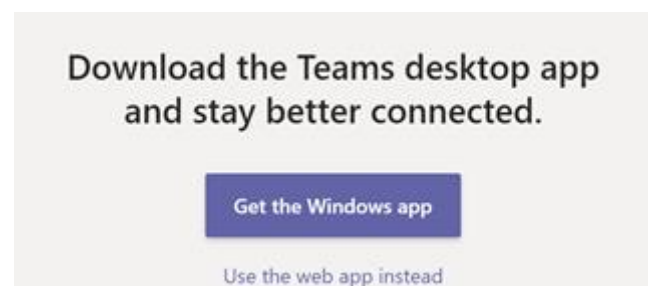 Download the Teams desktop app
and stay better connected.
Get the Windows app
Use the web app instead